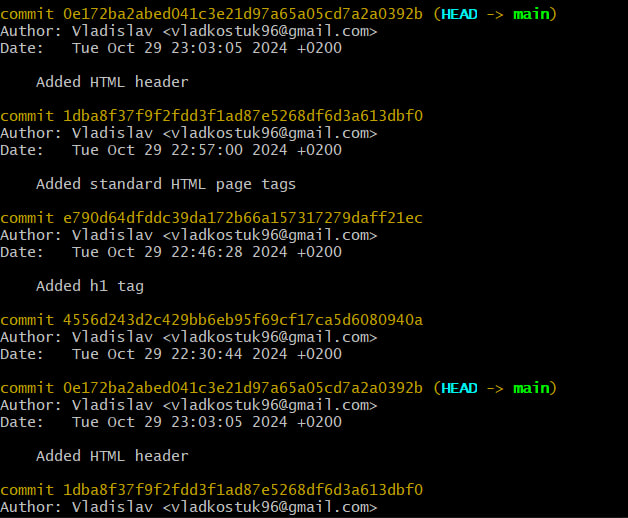 commit 0e172ba2abed041c3e21d97a65a05cd7a2a0392b (HEAD -> main)
Author: Vladislav <vladkostuk96@gmail.com>
Date:   Tue Oct 29 23:03:05 2024 +0200
Added HTML header
commit 1dba8f37f9f2fdd3f1ad87e5268df6d3a613dbf0
Author: Vladislav <vladkostuk96@gmail.com>
Date:   Tue Oct 29 22:57:00 2024 +0200
Added standard HTML page tags
commit e790d64dfddc39da172b66a157317279daff21ec
Author: Vladislav <vladkostuk96@gmail.com>
Date:   Tue Oct 29 22:46:28 2024 +0200
Added h1 tag
commit 4556d243d2c429bb6eb95f69cf17ca5d6080940a
Author: Vladislav <vladkostuk96@gmail.com>
Date:   Tue Oct 29 22:30:44 2024 +0200
commit 0e172ba2abed041c3e21d97a65a05cd7a2a0392b (HEAD -> main)
Author: Vladislav <vladkostuk96@gmail.com>
Date:   Tue Oct 29 23:03:05 2024 +0200
Added HTML header
commit 1dba8f37f9f2fdd3f1ad87e5268df6d3a613dbf0
Author: Vladislav <vladkostuk96@gmail.com>